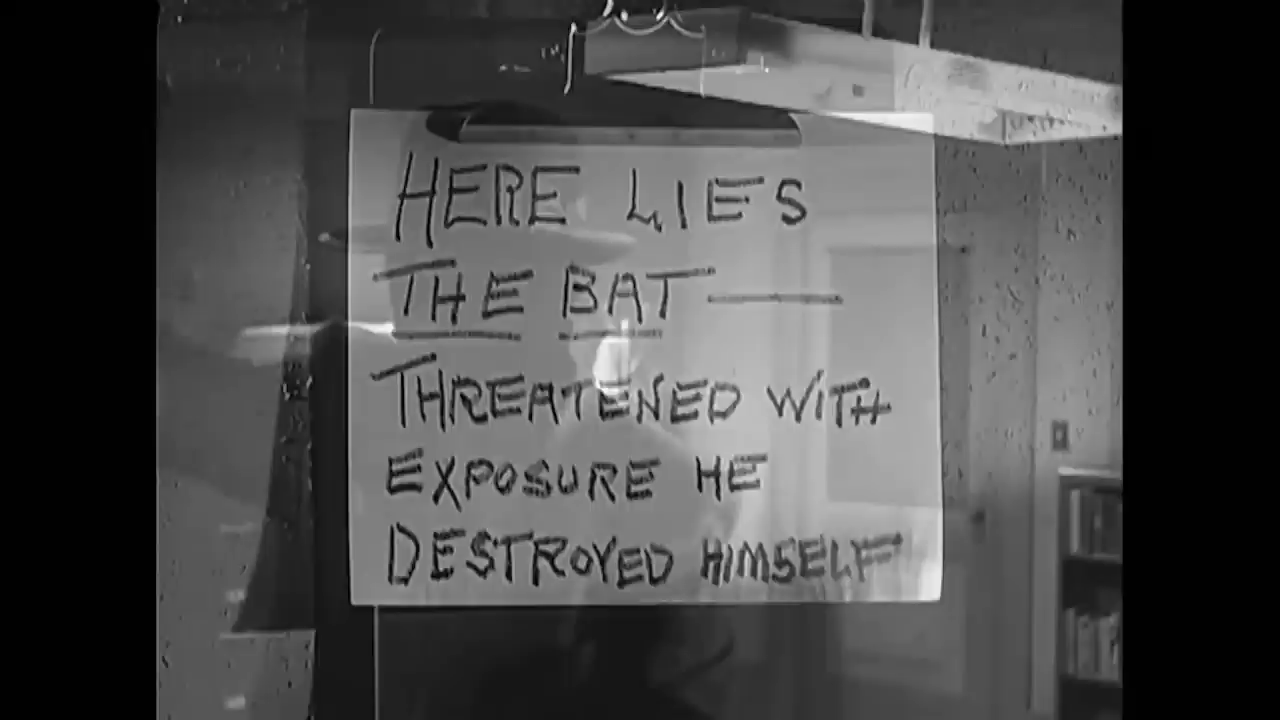 HERE LIES
THE BAT —
THREATENED WITH
EXPOSURE HE
DESTROYED HIMSELF